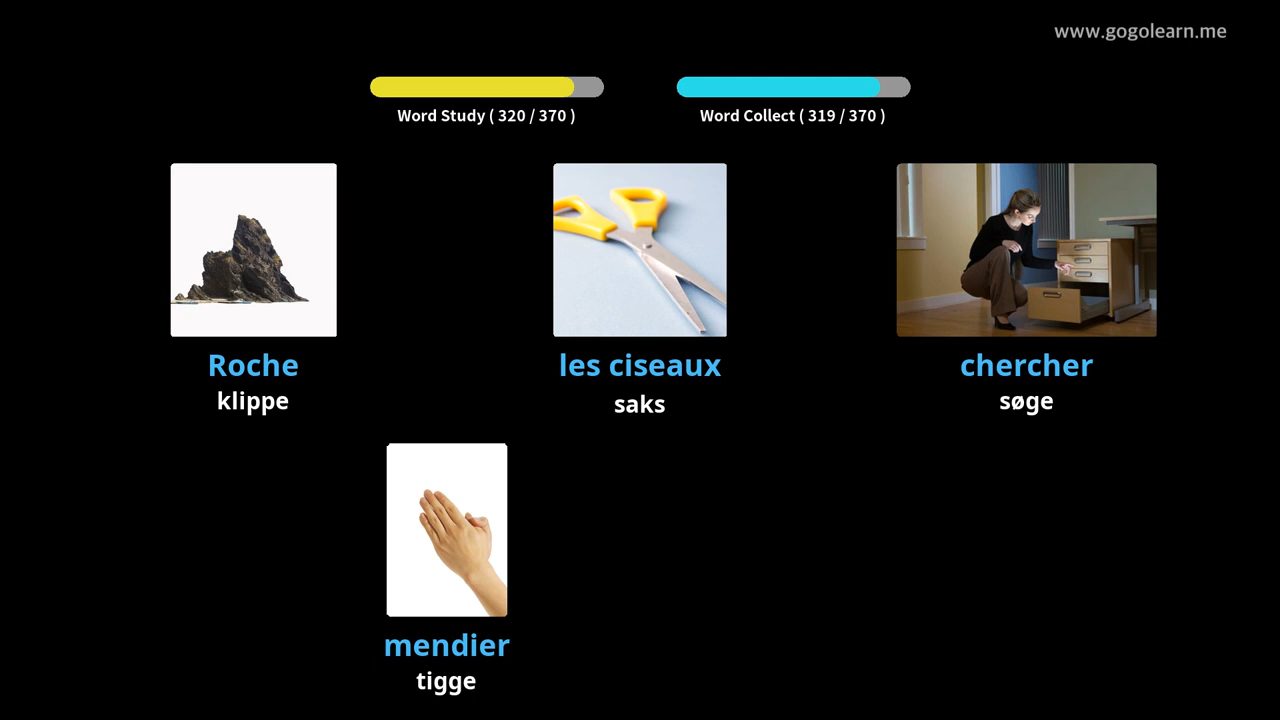 www.gogolearn.me
Word Study ( 320 / 370 )
Word Collect ( 319 / 370 )
Roche
klippe
les ciseaux
saks
chercher
søge
mendier
tigge